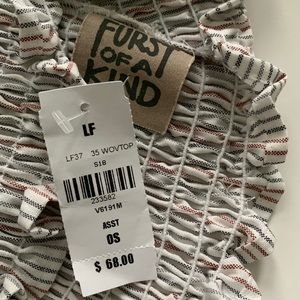 FURST
OF A
KIND
LF
LF37 35 WOVTOP
S18
233582
V6191M
ASST
OS
$ 68.00